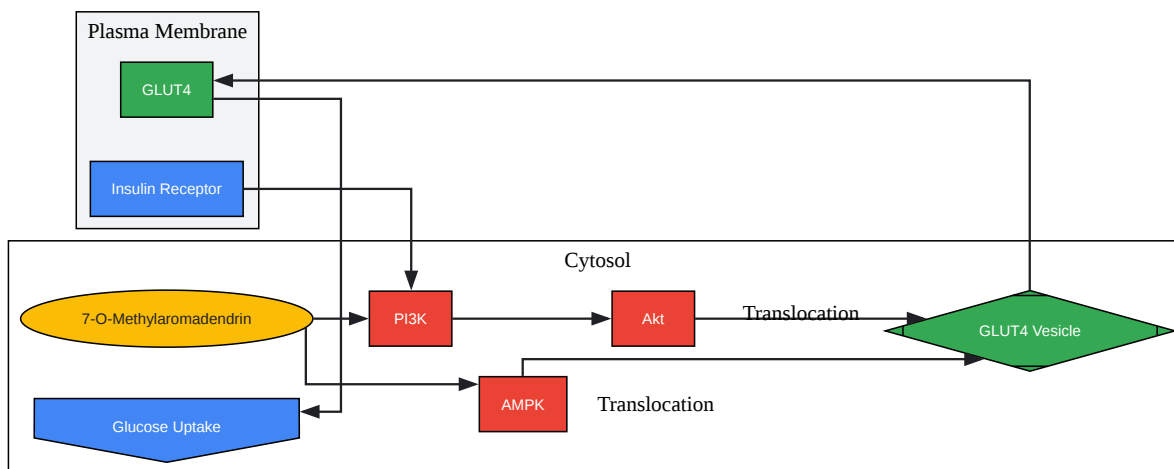 Plasma Membrane
GLUT4
Insulin Receptor
Cytosol
7-O-Methylaromadendrin
PI3K
Akt
Translocation
GLUT4 Vesicle
AMPK
Translocation
Glucose Uptake